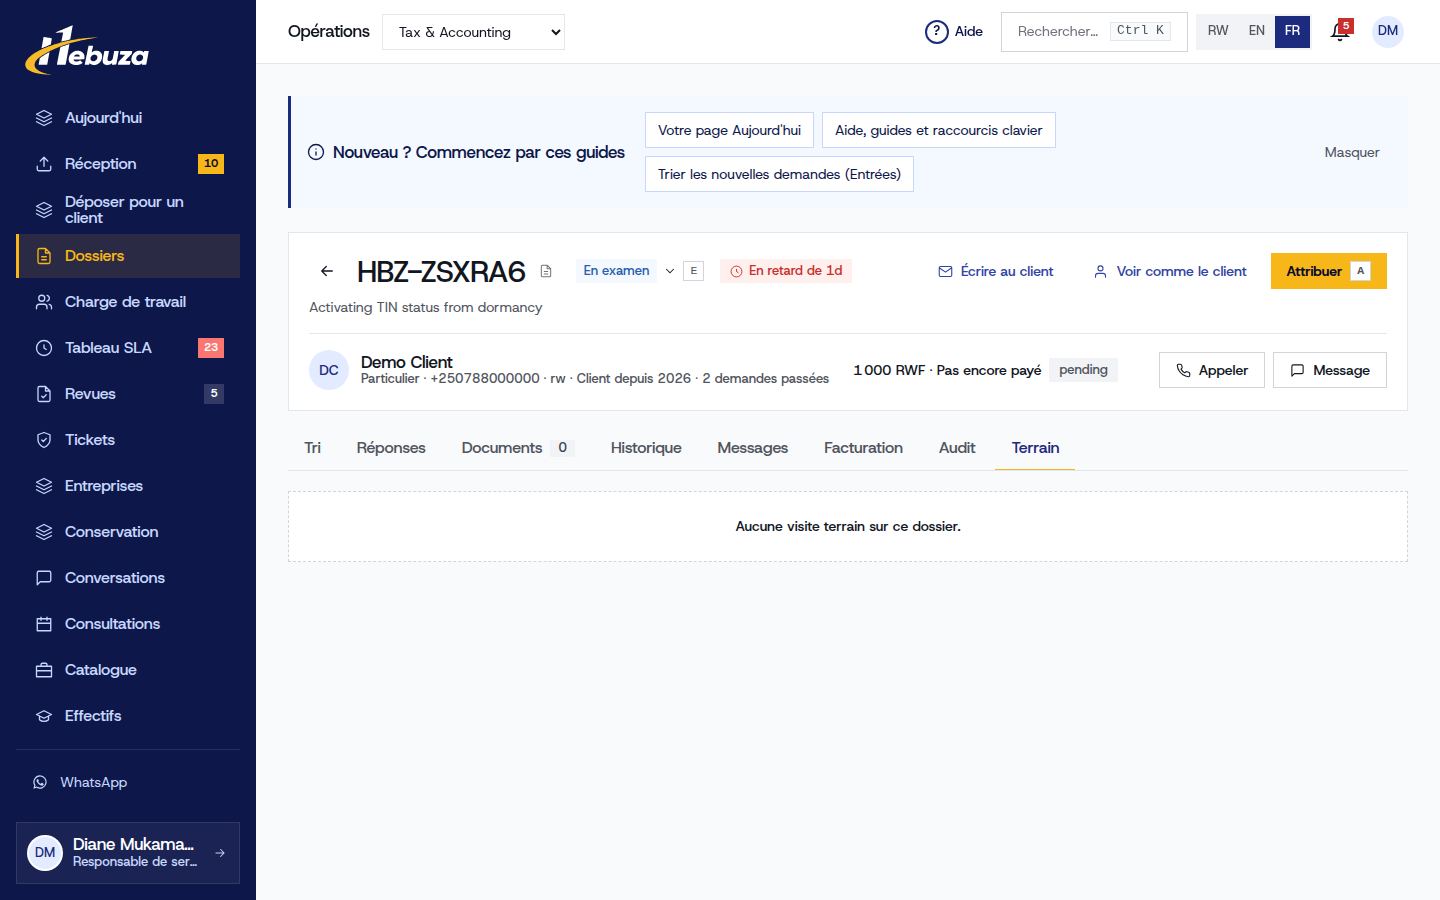 Hebuza
Aujourd'hui
Réception 10
Déposer pour un
client
Dossiers
Charge de travail
Tableau SLA 23
Revues 5
Tickets
Entreprises
Conservation
Conversations
Consultations
Catalogue
Effectifs
WhatsApp
DM Diane Mukama...
Responsable de ser...
Opérations Tax & Accounting
? Aide Rechercher... Ctrl K RW EN FR 5 DM
Nouveau ? Commencez par ces guides
Votre page Aujourd'hui Aide, guides et raccourcis clavier
Trier les nouvelles demandes (Entrées)
Masquer
HBZ-ZSXRA6 En examen E En retard de 1d Écrire au client Voir comme le client Attribuer A
Activating TIN status from dormancy
DC Demo Client
Particulier · +250788000000 · rw · Client depuis 2026 · 2 demandes passées
1 000 RWF · Pas encore payé pending Appeler Message
Tri Réponses Documents 0 Historique Messages Facturation Audit Terrain
Aucune visite terrain sur ce dossier.